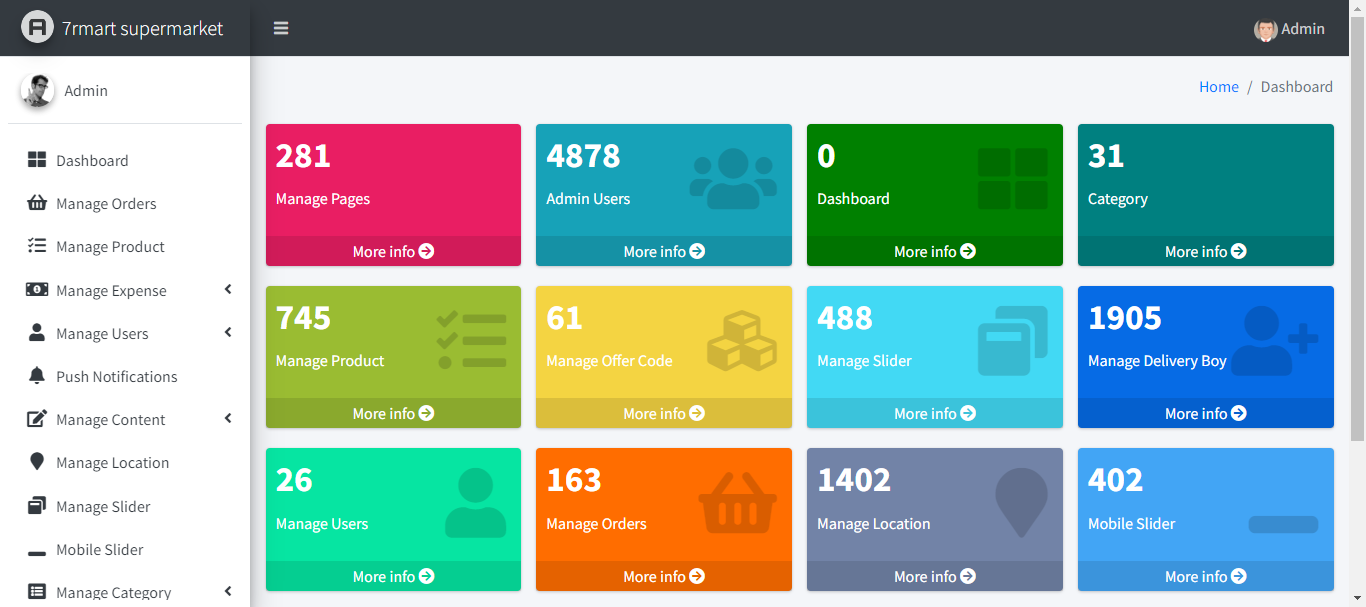 7rmart supermarket
Admin
Admin
Home / Dashboard
Dashboard
Manage Orders
Manage Product
Manage Expense
Manage Users
Push Notifications
Manage Content
Manage Location
Manage Slider
Mobile Slider
Manage Category
281
Manage Pages
More info
4878
Admin Users
More info
0
Dashboard
More info
31
Category
More info
745
Manage Product
More info
61
Manage Offer Code
More info
488
Manage Slider
More info
1905
Manage Delivery Boy
More info
26
Manage Users
More info
163
Manage Orders
More info
1402
Manage Location
More info
402
Mobile Slider
More info